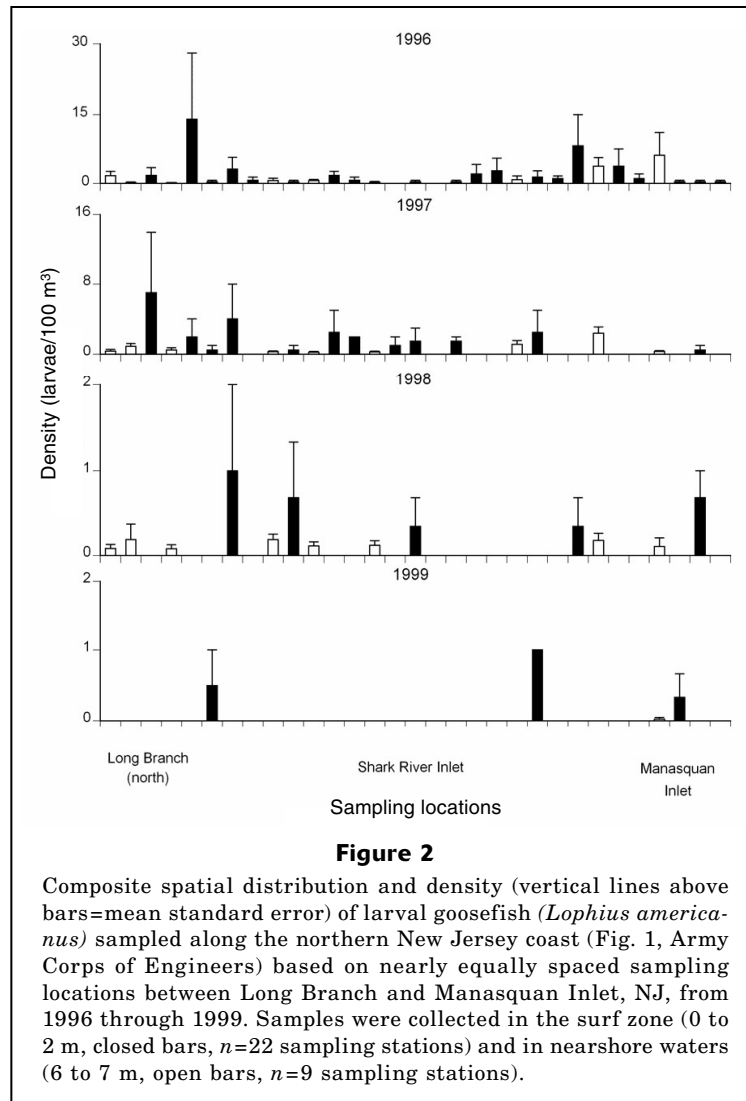 1996
30
15
0
1997
16
8
0
1998
2
1
0
1999
2
1
0
Density (larvae/100 m³)
Long Branch
(north)
Shark River Inlet
Manasquan
Inlet
Sampling locations
Figure 2
Composite spatial distribution and density (vertical lines above
bars=mean standard error) of larval goosefish (Lophius america-
nus) sampled along the northern New Jersey coast (Fig. 1, Army
Corps of Engineers) based on nearly equally spaced sampling
locations between Long Branch and Manasquan Inlet, NJ, from
1996 through 1999. Samples were collected in the surf zone (0 to
2 m, closed bars, n=22 sampling stations) and in nearshore waters
(6 to 7 m, open bars, n=9 sampling stations).